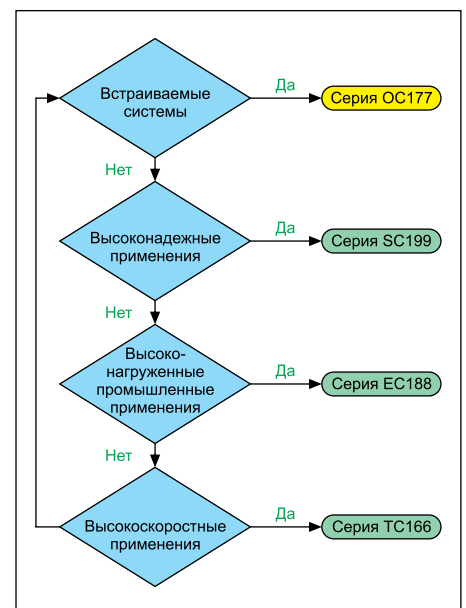 Встраиваемые
системы
Да
Серия OC177
Нет
Высоконадежные
применения
Да
Серия SC199
Нет
Высоко-
нагруженные
промышленные
применения
Да
Серия EC188
Нет
Высокоскоростные
применения
Да
Серия TC166